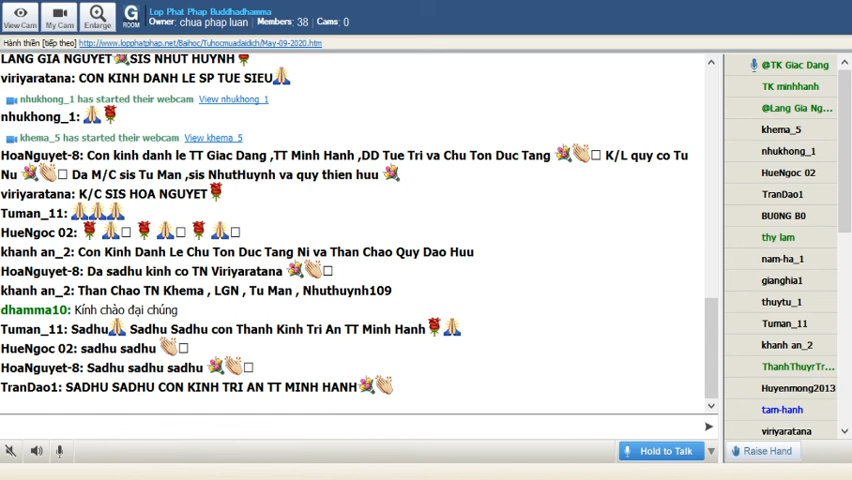 View Cam
My Cam
Enlarge
G
ROOM
Lop Phat Phap Buddhadhamma
Owner: chua phap luan Members: 38 Cams: 0
Hành thiền [tiếp theo] http://www.lopphatphap.net/Baihoc/Tuhocmuadaidich/May-09-2020.htm
LANG GIA NGUYET💐,SIS NHUT HUYNH🌹
viriyaratana: CON KINH DANH LE SP TUE SIEU🙏
nhukhong_1 has started their webcam View nhukhong_1
nhukhong_1: 🙏🌹
khema_5 has started their webcam View khema_5
HoaNguyet-8: Con kinh danh le TT Giac Dang ,TT Minh Hanh ,DD Tue Tri va Chu Ton Duc Tang 💐👏□ K/L quy co Tu
Nu 💐👏□ Da M/C sis Tu Man ,sis NhutHuynh va quy thien huu 💐
viriyaratana: K/C SIS HOA NGUYET🌹
Tuman_11: 🙏🙏🙏
HueNgoc 02: 🌹🙏□🌹🙏□🌹🙏□
khanh an_2: Con Kinh Danh Le Chu Ton Duc Tang Ni va Than Chao Quy Dao Huu
HoaNguyet-8: Da sadhu kinh co TN Viriyaratana 💐👏□
khanh an_2: Than Chao TN Khema , LGN , Tu Man , Nhuthuynh109
dhamma10: Kính chào đại chúng
Tuman_11: Sadhu🙏 Sadhu Sadhu con Thanh Kinh Tri An TT Minh Hanh🌹🙏
HueNgoc 02: sadhu sadhu 👏□
HoaNguyet-8: Sadhu sadhu sadhu 💐👏□
TranDao1: SADHU SADHU CON KINH TRI AN TT MINH HANH💐👏
Hold to Talk
@TK Giac Dang
TK minhhanh
@Lang Gia Ng...
khema_5
nhukhong_1
HueNgoc 02
TranDao1
BU0NG B0
thy lam
nam-ha_1
gianghia1
thuytu_1
Tuman_11
khanh an_2
ThanhThuyrTr...
Huyenmong2013
tam-hanh
viriyaratana
Raise Hand